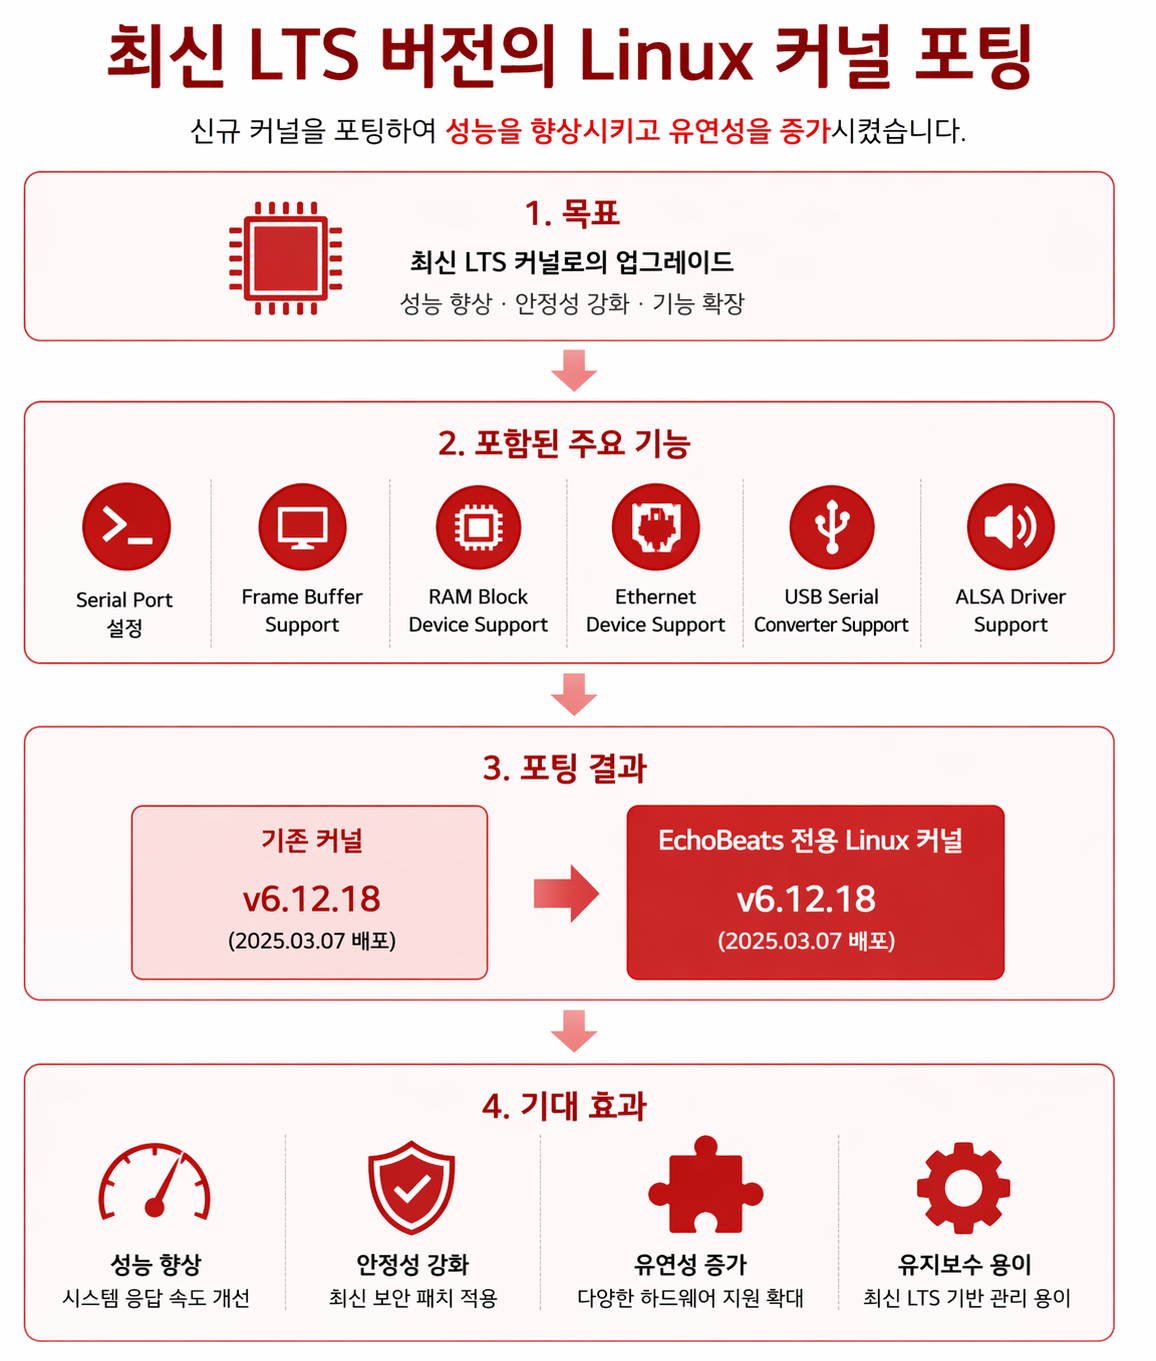 최신 LTS 버전의 Linux 커널 포팅
신규 커널을 포팅하여 성능을 향상시키고 유연성을 증가시켰습니다.
1. 목표
최신 LTS 커널로의 업그레이드
성능 향상 · 안정성 강화 · 기능 확장
2. 포함된 주요 기능
Serial Port
설정
Frame Buffer
Support
RAM Block
Device Support
Ethernet
Device Support
USB Serial
Converter Support
ALSA Driver
Support
3. 포팅 결과
기존 커널
v6.12.18
(2025.03.07 배포)
EchoBeats 전용 Linux 커널
v6.12.18
(2025.03.07 배포)
4. 기대 효과
성능 향상
시스템 응답 속도 개선
안정성 강화
최신 보안 패치 적용
유연성 증가
다양한 하드웨어 지원 확대
유지보수 용이
최신 LTS 기반 관리 용이